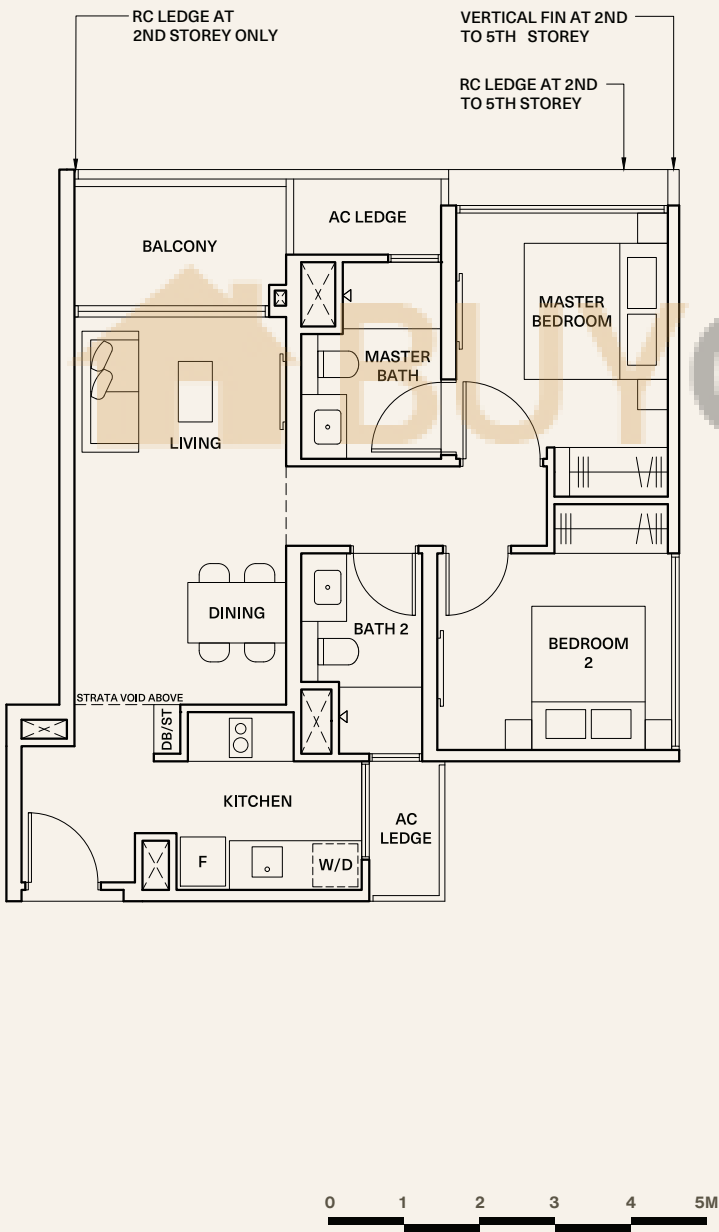 RC LEDGE AT
2ND STOREY ONLY
VERTICAL FIN AT 2ND
TO 5TH STOREY
RC LEDGE AT 2ND
TO 5TH STOREY
AC LEDGE
BALCONY
MASTER
BEDROOM
MASTER
BATH
BUY
LIVING
DINING
BATH 2
BEDROOM
2
STRATA VOID ABOVE
DB/ST
KITCHEN
AC
LEDGE
F
W/D
0 1 2 3 4 5M